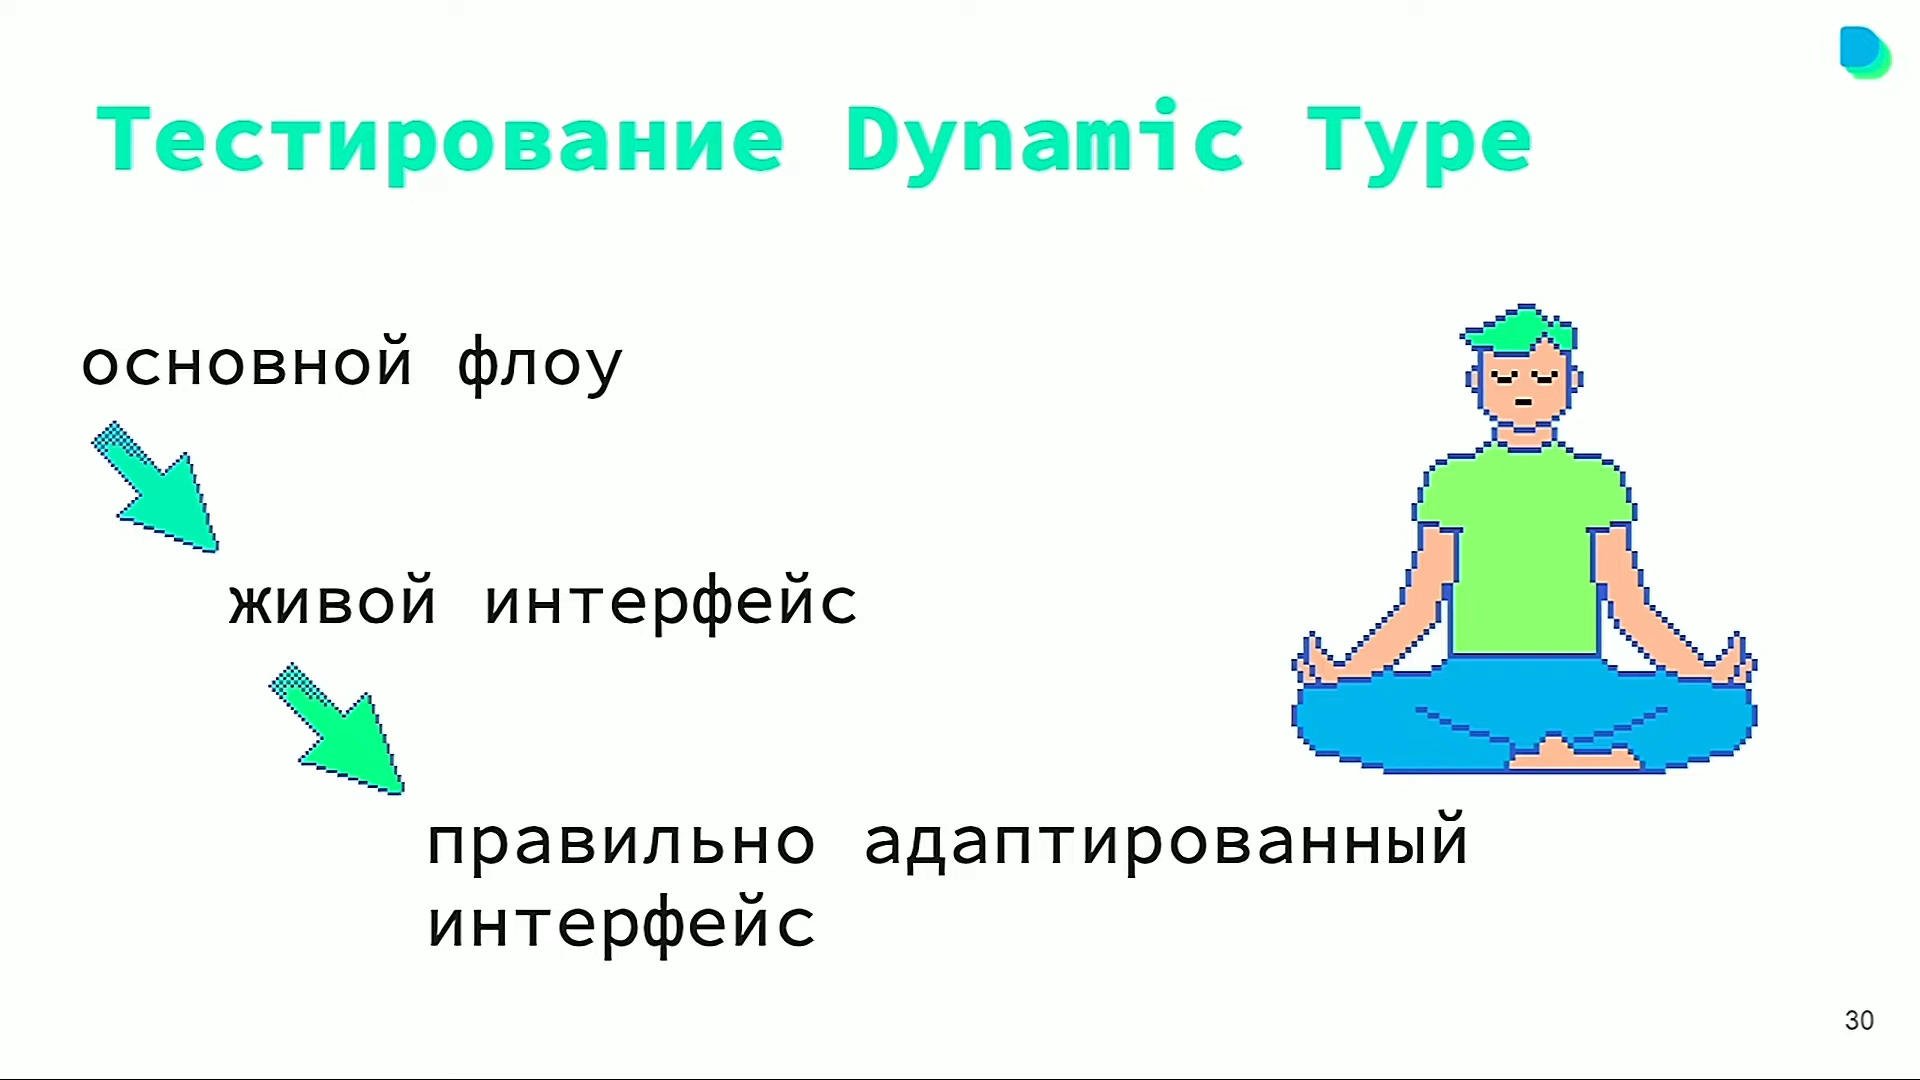 Тестирование Dynamic Type
основной флоу
живой интерфейс
правильно адаптированный
интерфейс
30